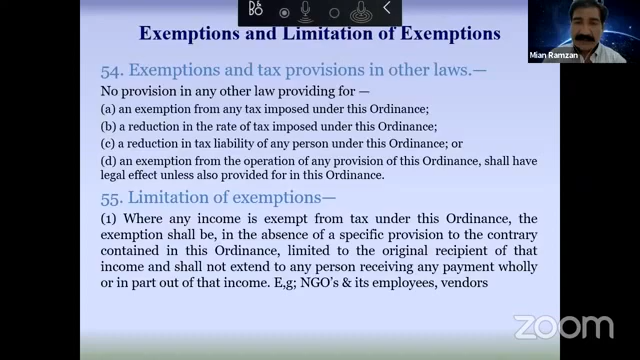 D&
BO
Exemptions and Limitation of Exemptions
Mian Ramzan
54. Exemptions and tax provisions in other laws.—
No provision in any other law providing for —
(a) an exemption from any tax imposed under this Ordinance;
(b) a reduction in the rate of tax imposed under this Ordinance;
(c) a reduction in tax liability of any person under this Ordinance; or
(d) an exemption from the operation of any provision of this Ordinance, shall have
legal effect unless also provided for in this Ordinance.
55. Limitation of exemptions—
(1) Where any income is exempt from tax under this Ordinance, the
exemption shall be, in the absence of a specific provision to the contrary
contained in this Ordinance, limited to the original recipient of that
income and shall not extend to any person receiving any payment wholly
or in part out of that income. E,g; NGO's & its employees, vendors
zoom